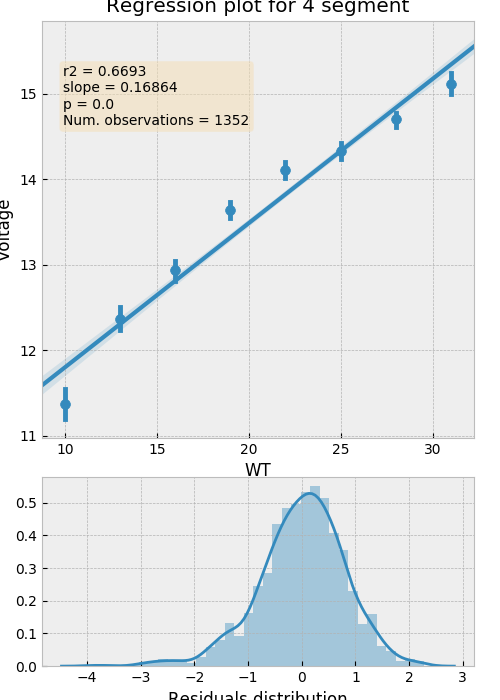 Regression plot for 4 segment
r2 = 0.6693
slope = 0.16864
p = 0.0
Num. observations = 1352
15
14
13
12
11
Voltage
10 15 20 25 30
WT
0.5
0.4
0.3
0.2
0.1
0.0
−4 −3 −2 −1 0 1 2 3
Residuals distribution